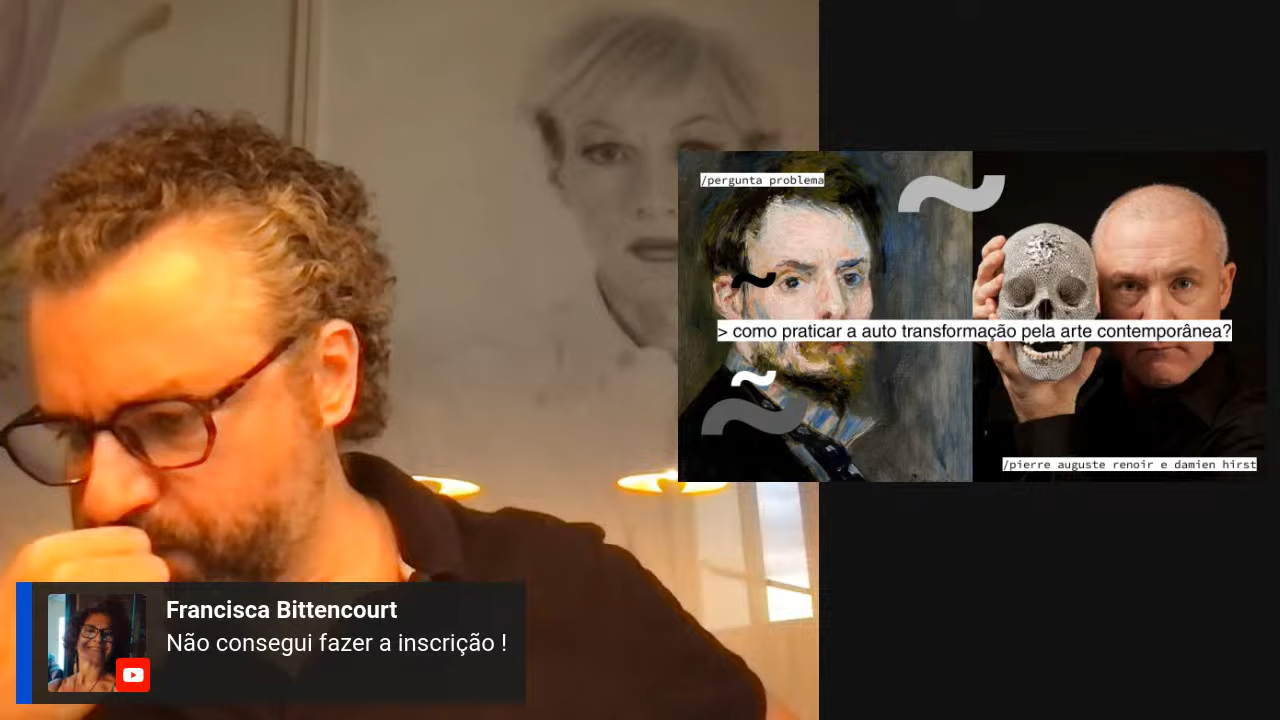 /pergunta problema
> como praticar a auto transformação pela arte contemporânea?
/pierre auguste renoir e damien hirst
Francisca Bittencourt
Não consegui fazer a inscrição !